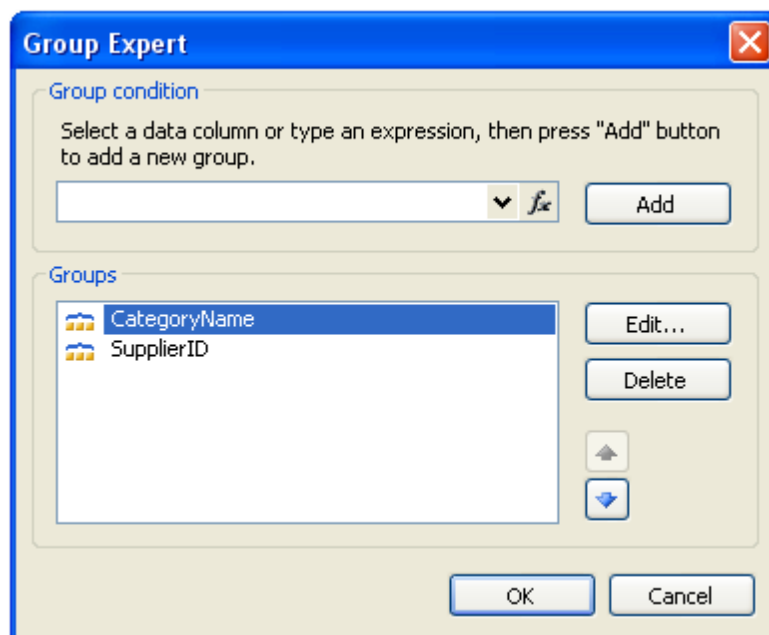 Group Expert
Group condition
Select a data column or type an expression, then press "Add" button
to add a new group.
fx
Add
Groups
CategoryName
SupplierID
Edit...
Delete
OK
Cancel